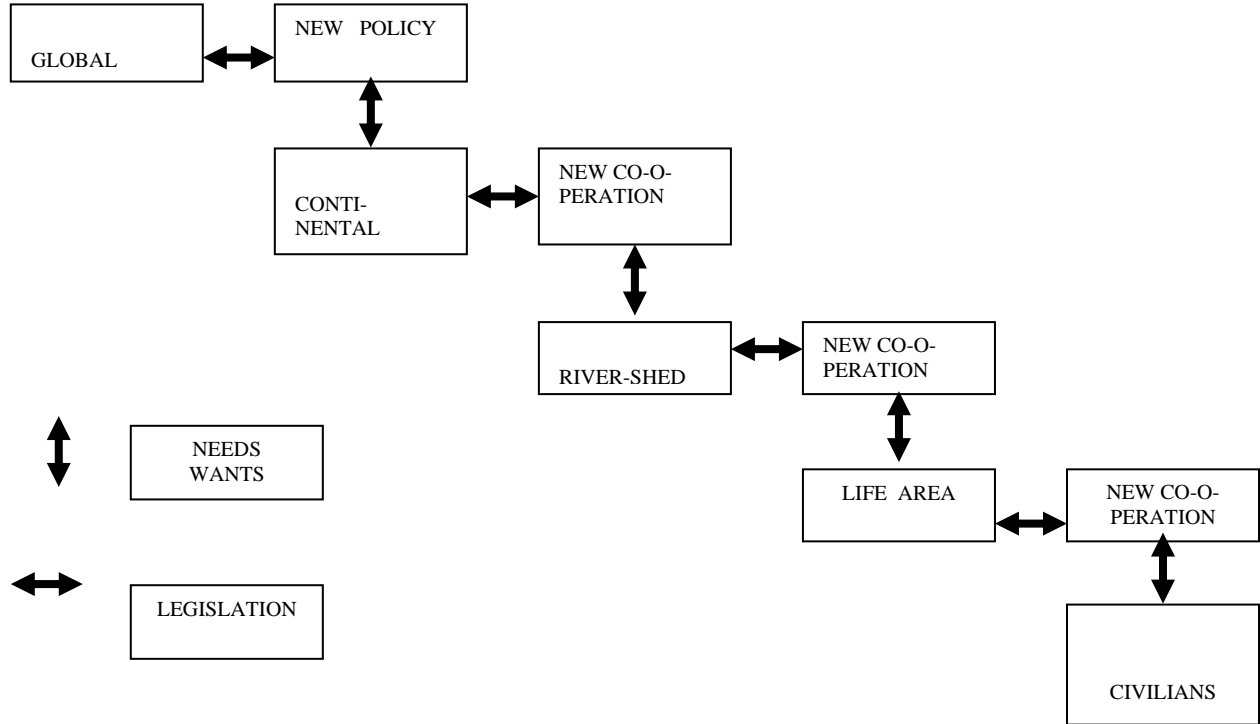 NEW POLICY
GLOBAL
NEW CO-O-
PERATION
CONTI-
NENTAL
NEW CO-O-
PERATION
RIVER-SHED
NEEDS
WANTS
LIFE AREA
NEW CO-O-
PERATION
LEGISLATION
CIVILIANS